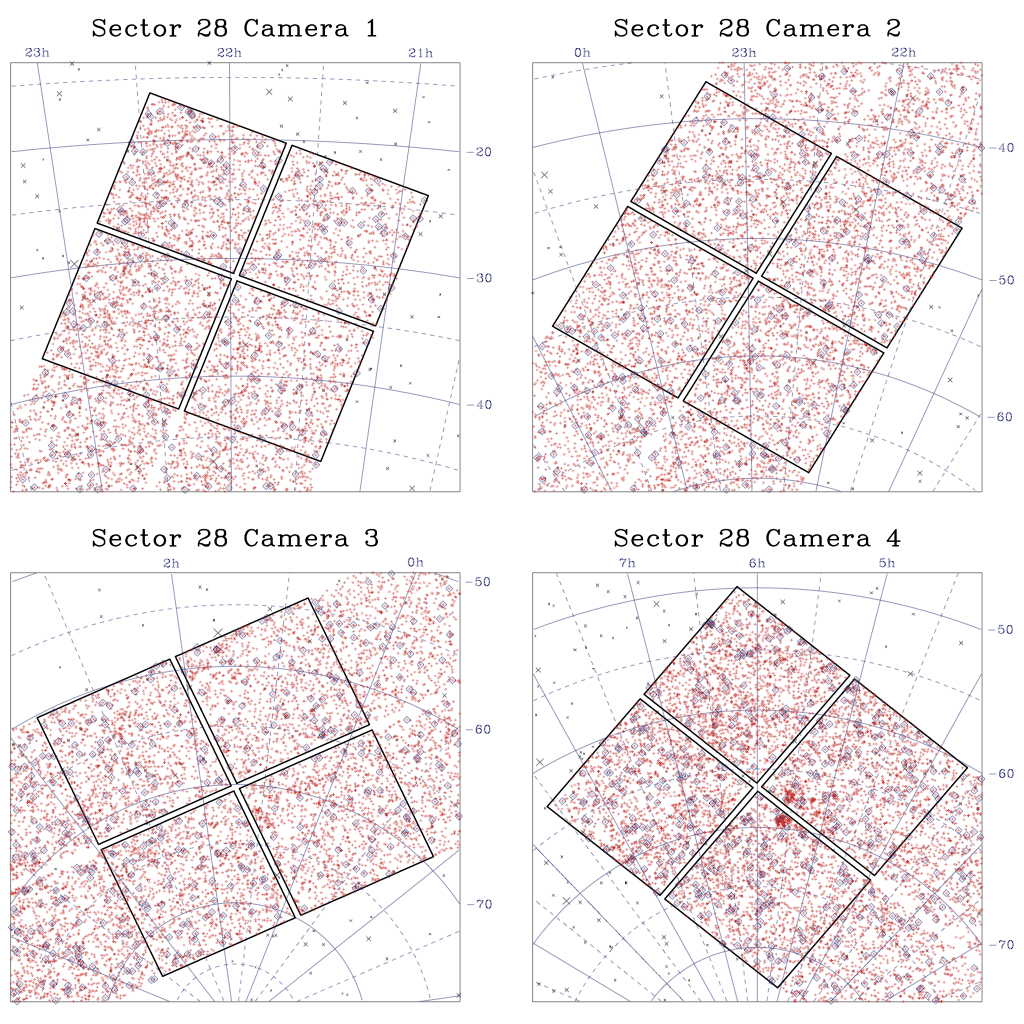 Sector 28 Camera 1
23h 22h 21h
-20
-30
-40
Sector 28 Camera 2
0h 23h 22h
-40
-50
-60
Sector 28 Camera 3
2h 0h
-50
-60
-70
Sector 28 Camera 4
7h 6h 5h
-50
-60
-70